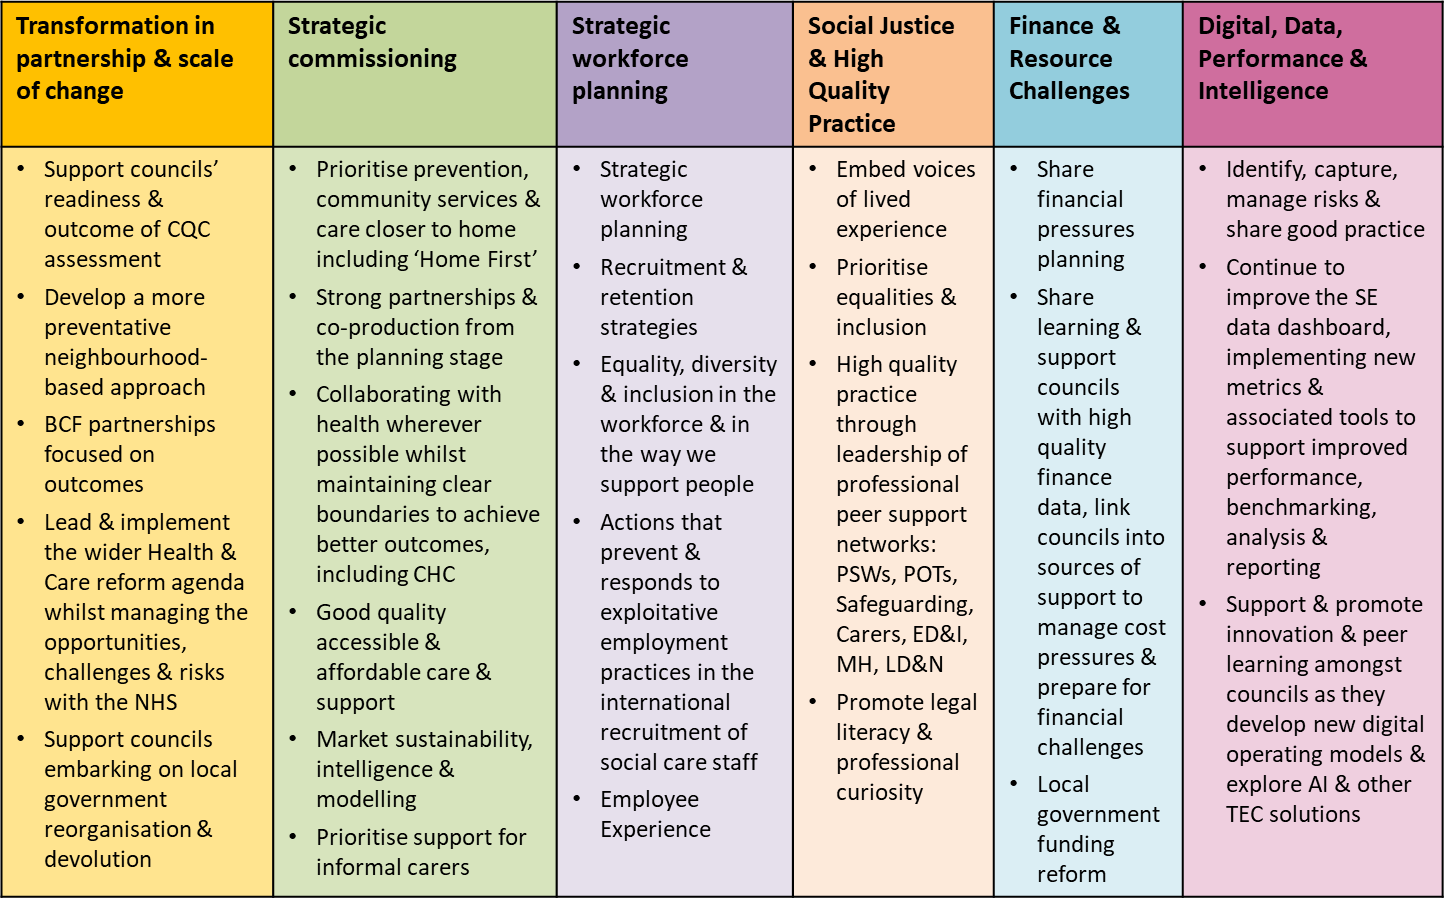 Transformation in
partnership & scale
of change
• Support councils’
readiness &
outcome of CQC
assessment
• Develop a more
preventative
neighbourhood-
based approach
• BCF partnerships
focused on
outcomes
• Lead & implement
the wider Health &
Care reform agenda
whilst managing the
opportunities,
challenges & risks
with the NHS
• Support councils
embarking on local
government
reorganisation &
devolution
Strategic
commissioning
• Prioritise prevention,
community services &
care closer to home
including ‘Home First’
• Strong partnerships &
co-production from
the planning stage
• Collaborating with
health wherever
possible whilst
maintaining clear
boundaries to achieve
better outcomes,
including CHC
• Good quality
accessible &
affordable care &
support
• Market sustainability,
intelligence &
modelling
• Prioritise support for
informal carers
Strategic
workforce
planning
• Strategic
workforce
planning
• Recruitment &
retention
strategies
• Equality, diversity
& inclusion in the
workforce & in
the way we
support people
• Actions that
prevent &
responds to
exploitative
employment
practices in the
international
recruitment of
social care staff
• Employee
Experience
Social Justice
& High
Quality
Practice
• Embed voices
of lived
experience
• Prioritise
equalities &
inclusion
• High quality
practice
through
leadership of
professional
peer support
networks:
PSWs, POTs,
Safeguarding,
Carers, ED&I,
MH, LD&N
• Promote legal
literacy &
professional
curiosity
Finance &
Resource
Challenges
• Share
financial
pressures
planning
• Share
learning &
support
councils
with high
quality
finance
data, link
councils into
sources of
support to
manage cost
pressures &
prepare for
financial
challenges
• Local
government
funding
reform
Digital, Data,
Performance &
Intelligence
• Identify, capture,
manage risks &
share good practice
• Continue to
improve the SE
data dashboard,
implementing new
metrics &
associated tools to
support improved
performance,
benchmarking,
analysis &
reporting
• Support & promote
innovation & peer
learning amongst
councils as they
develop new digital
operating models &
explore AI & other
TEC solutions